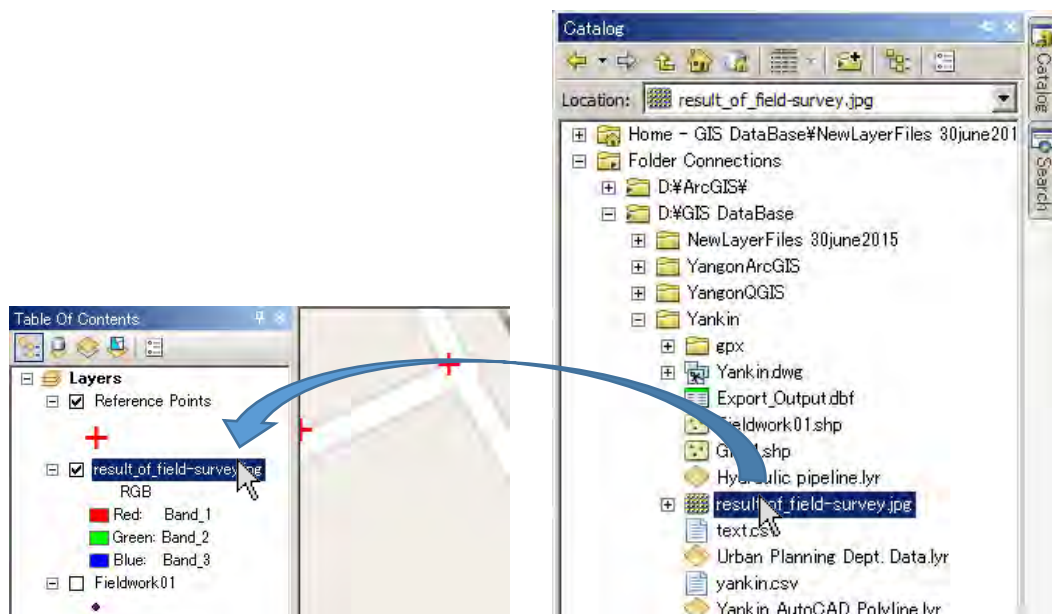 Catalog
Location: result_of_field-survey.jpg
Home - GIS DataBase¥NewLayerFiles 30june201
Folder Connections
D:¥ArcGIS¥
D:¥GIS DataBase
NewLayerFiles 30june2015
YangonArcGIS
YangonQGIS
Yankin
gpx
Yankin.dwg
Export_Output.dbf
Fieldwork01.shp
.shp
Hydraulic pipeline.lyr
result_of_field-survey.jpg
text.csv
Urban Planning Dept. Data.lyr
yankin.csv
Yankin AutoCAD Polyline.lyr
Catalog
Search
Table Of Contents
Layers
Reference Points
result_of_field-survey.jpg
RGB
Red: Band_1
Green: Band_2
Blue: Band_3
Fieldwork01